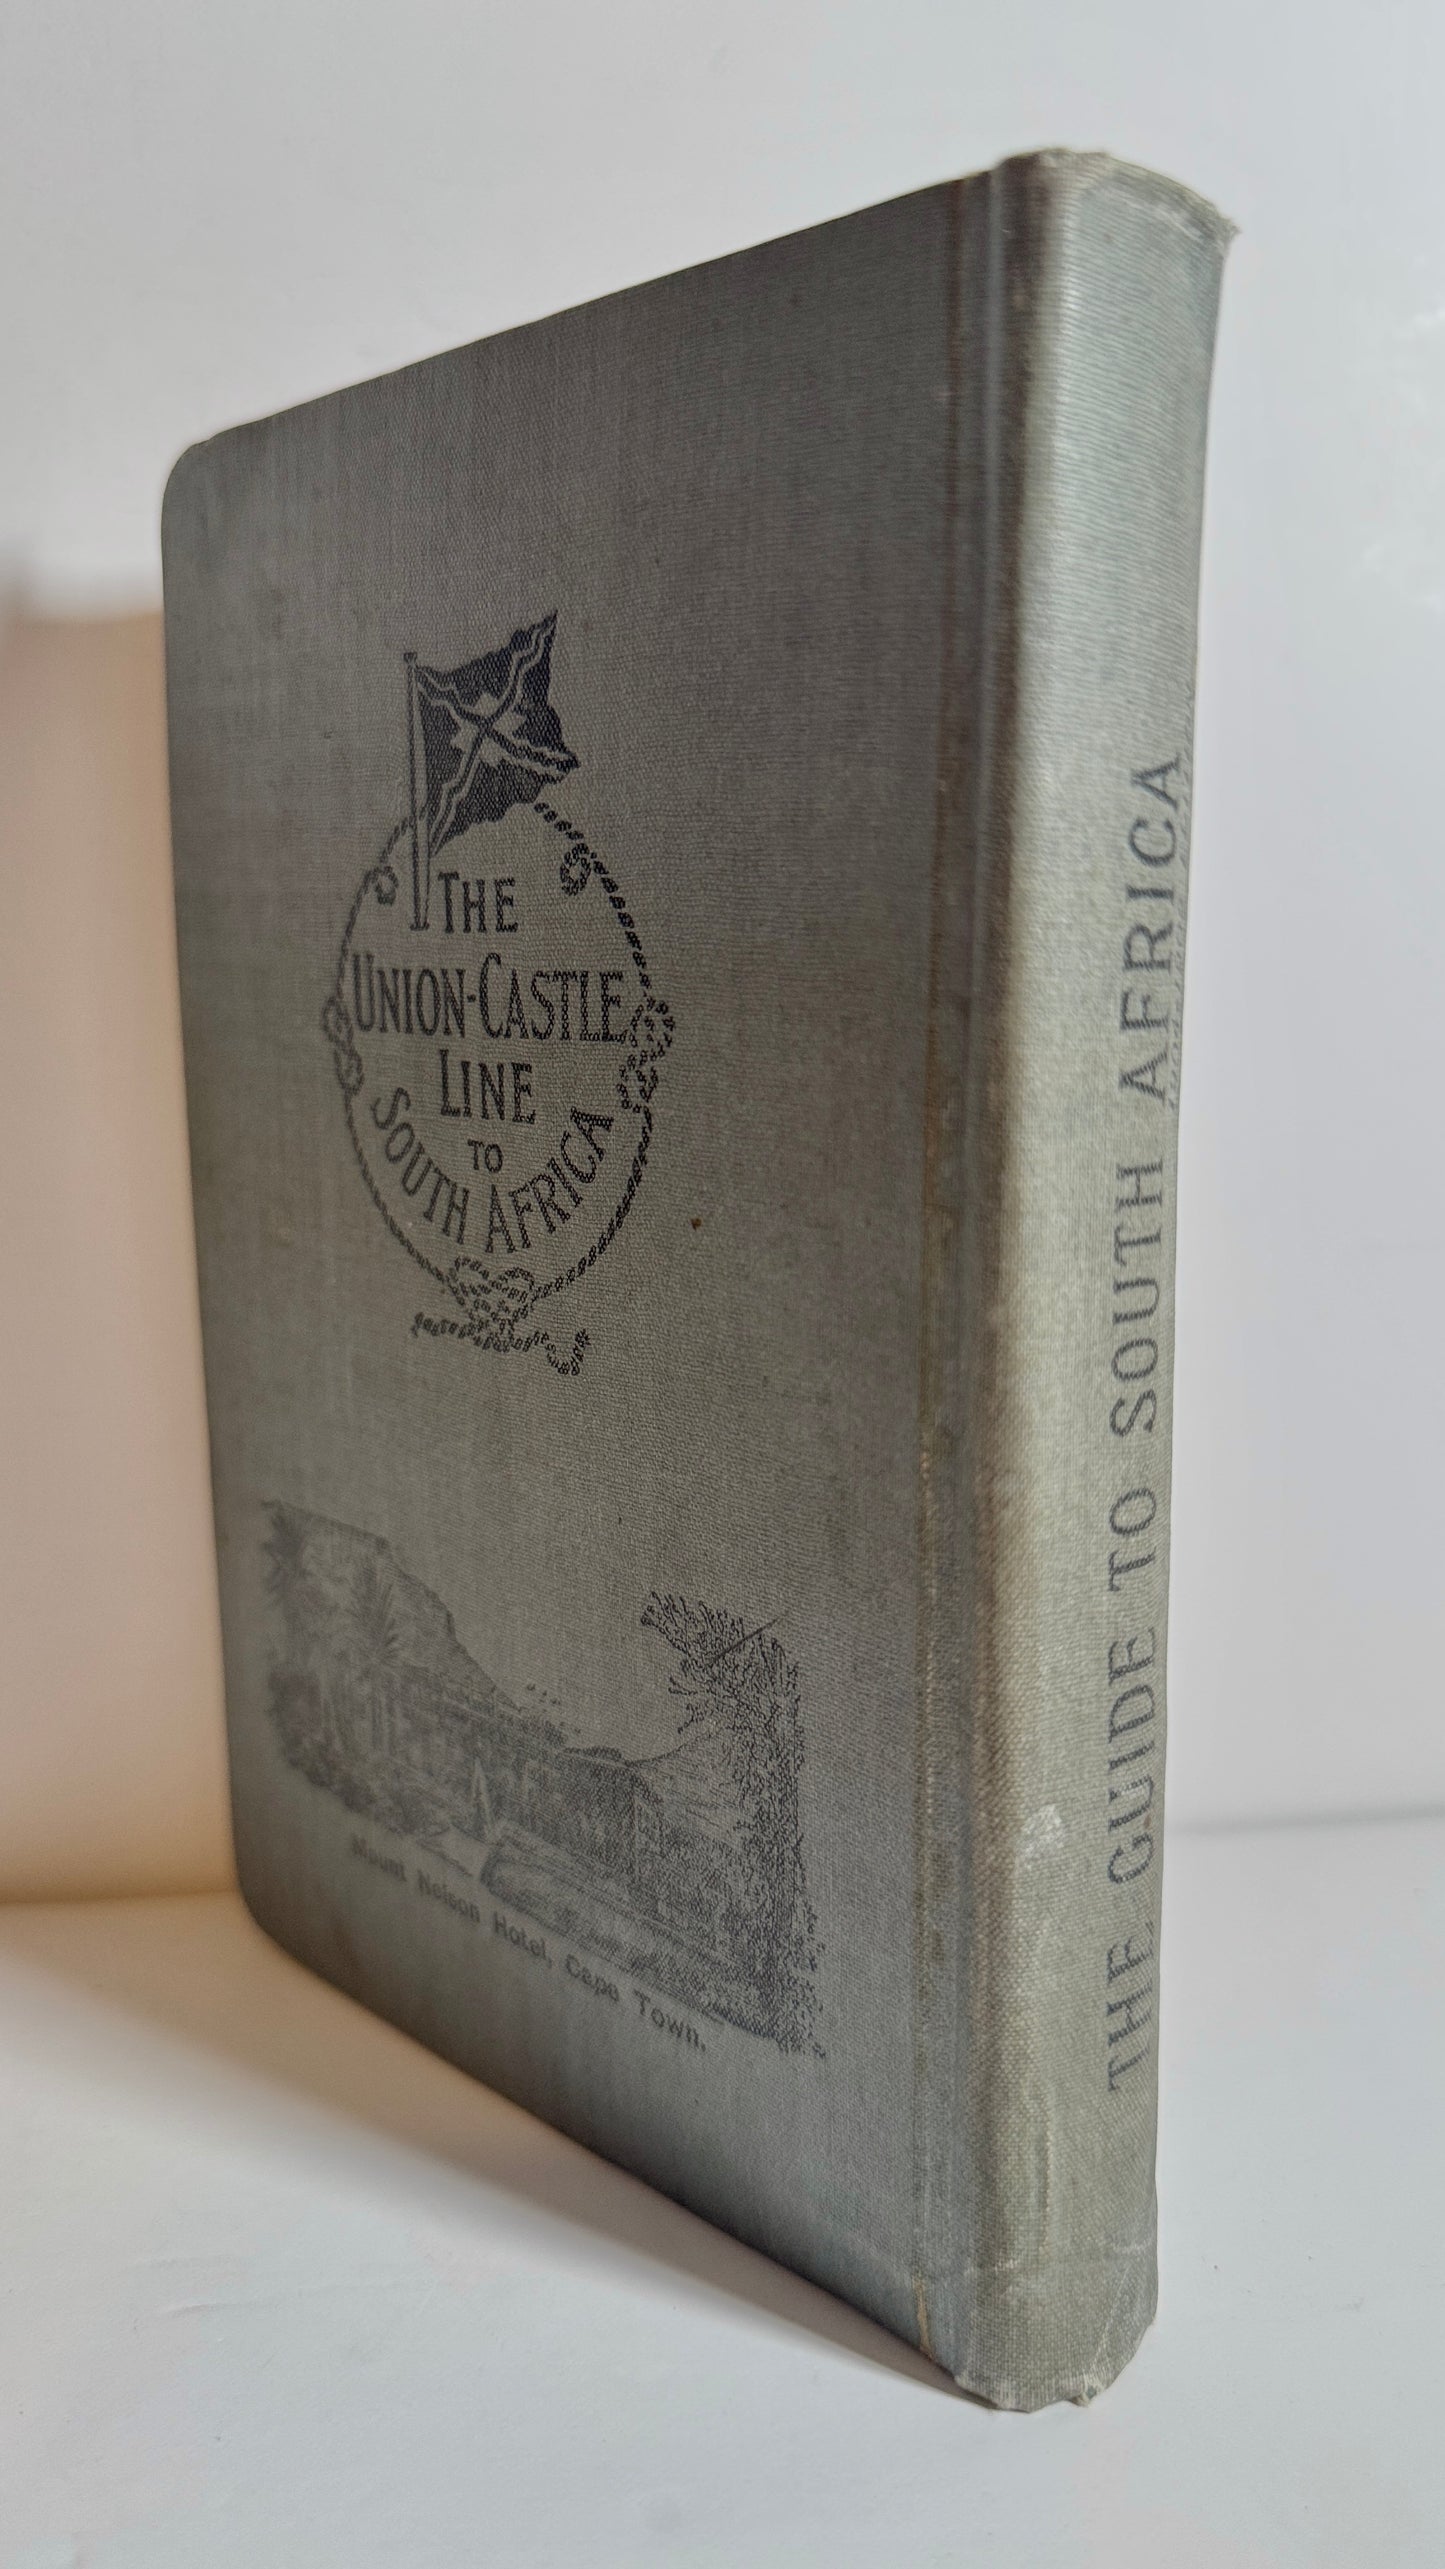 THE
UNION-CASTLE
LINE
TO
SOUTH AFRICA
Mount Nelson Hotel, Cape Town.
THE GUIDE TO SOUTH AFRICA